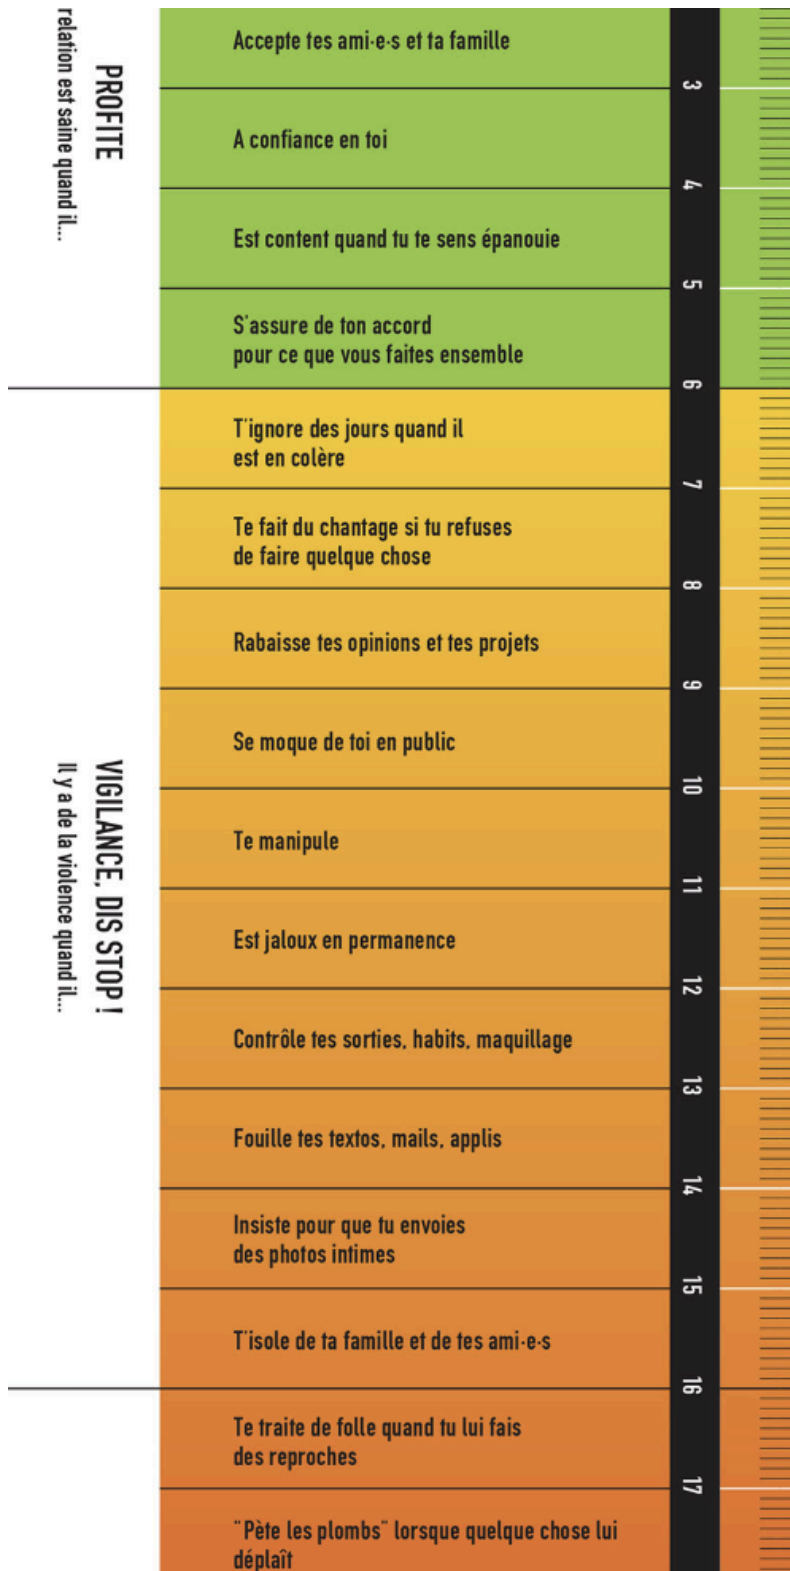 PROFITE
relation est saine quand il...
Accepte tes ami·e·s et ta famille
3
A confiance en toi
4
Est content quand tu te sens épanouie
5
S'assure de ton accord
pour ce que vous faites ensemble
6
VIGILANCE, DIS STOP !
Il y a de la violence quand il...
T'ignore des jours quand il
est en colère
7
Te fait du chantage si tu refuses
de faire quelque chose
8
Rabaisse tes opinions et tes projets
9
Se moque de toi en public
10
Te manipule
11
Est jaloux en permanence
12
Contrôle tes sorties, habits, maquillage
13
Fouille tes textos, mails, applis
14
Insiste pour que tu envoies
des photos intimes
15
T'isole de ta famille et de tes ami·e·s
16
Te traite de folle quand tu lui fais
des reproches
17
"Pète les plombs" lorsque quelque chose lui
déplaît